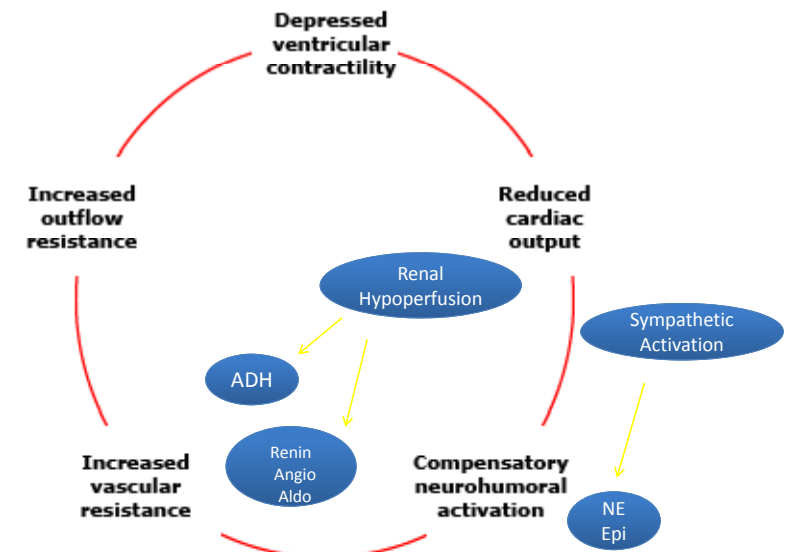 Depressed
ventricular
contractility
Increased
outflow
resistance
Reduced
cardiac
output
Renal
Hypoperfusion
Sympathetic
Activation
ADH
Renin
Angio
Aldo
Increased
vascular
resistance
Compensatory
neurohumoral
activation
NE
Epi